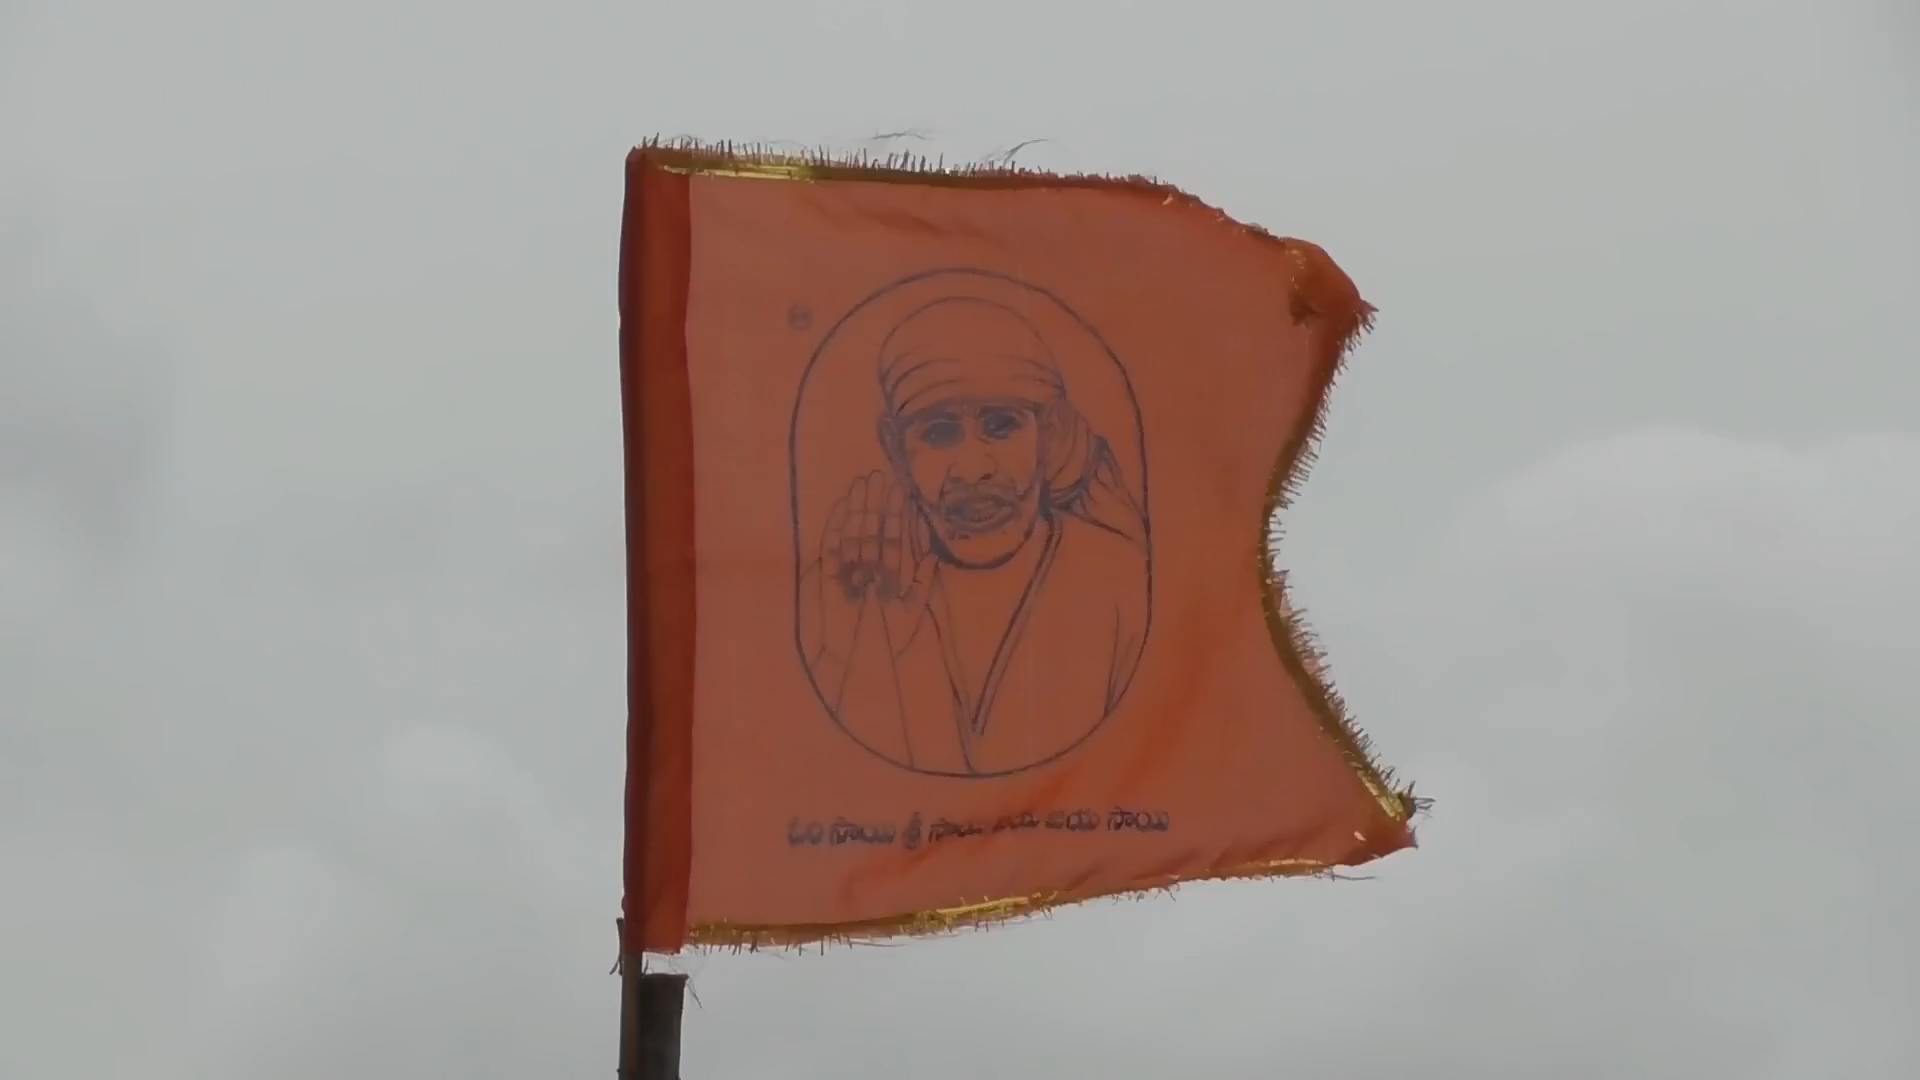 ఓం సాయి శ్రీ సాయి జయ జయ సాయి